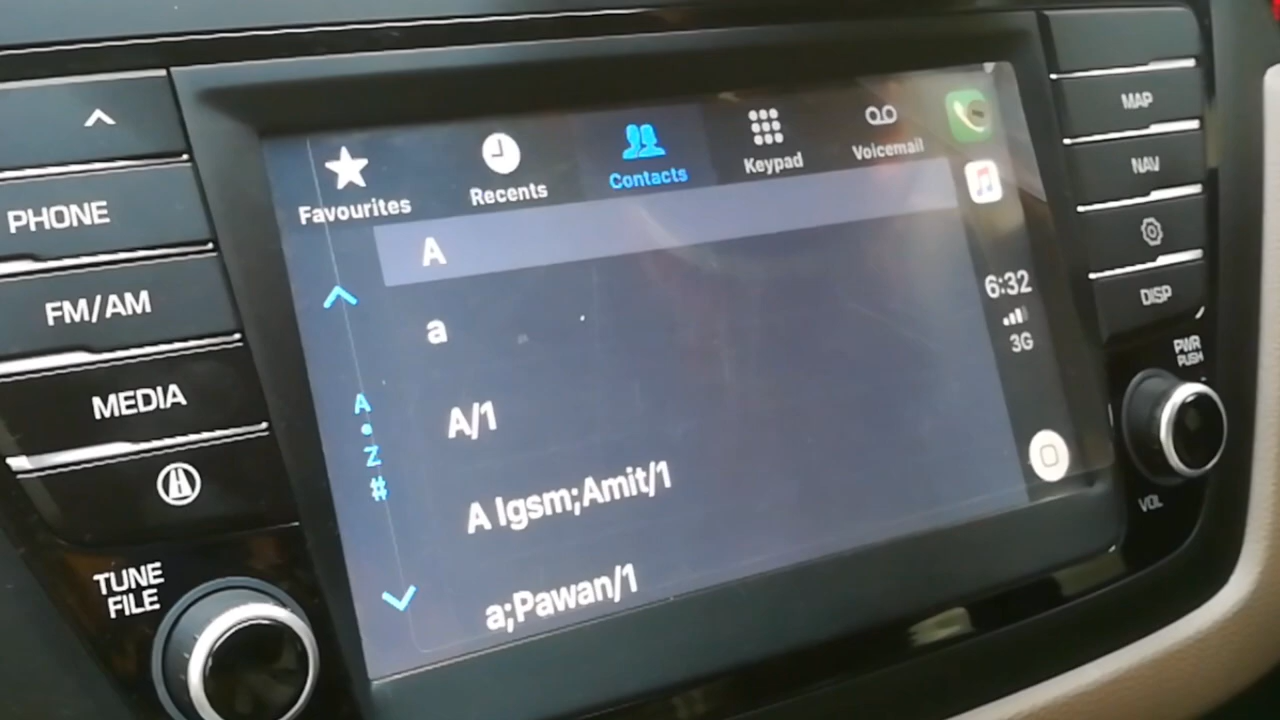 PHONE
FM/AM
MEDIA
TUNE
FILE
Favourites
Recents
Contacts
Keypad
Voicemail
A
a
A/1
A Igsm;Amit/1
a;Pawan/1
A
Z
#
6:32
3G
MAP
NAV
DISP
PWR
PUSH
VOL